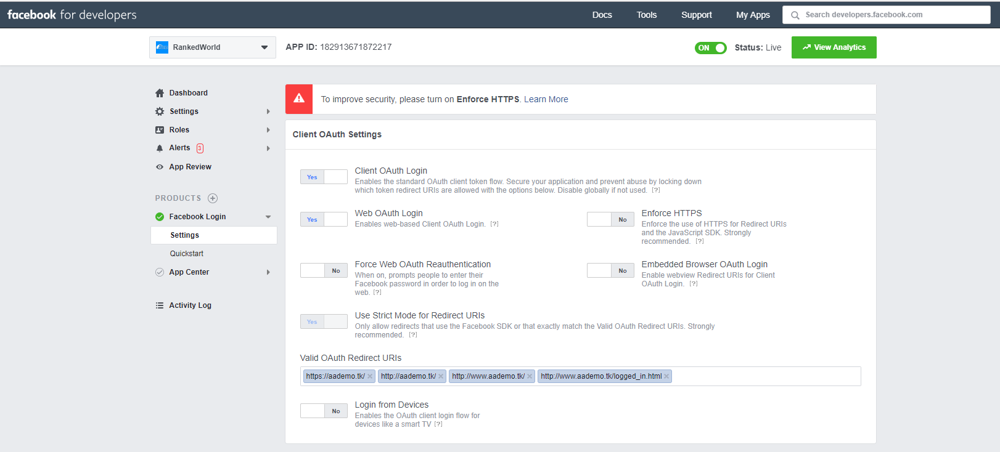 facebook for developers
Docs
Tools
Support
My Apps
Search developers.facebook.com
RankedWorld
APP ID: 182913671872217
ON
Status: Live
View Analytics
Dashboard
Settings
Roles
Alerts 3
App Review
PRODUCTS
Facebook Login
Settings
Quickstart
App Center
Activity Log
To improve security, please turn on Enforce HTTPS. Learn More
Client OAuth Settings
Yes
Client OAuth Login
Enables the standard OAuth client token flow. Secure your application and prevent abuse by locking down
which token redirect URIs are allowed with the options below. Disable globally if not used. [?]
Yes
Web OAuth Login
Enables web-based Client OAuth Login. [?]
No
Enforce HTTPS
Enforce the use of HTTPS for Redirect URIs
and the JavaScript SDK. Strongly
recommended. [?]
No
Force Web OAuth Reauthentication
When on, prompts people to enter their
Facebook password in order to log in on the
web. [?]
No
Embedded Browser OAuth Login
Enable webview Redirect URIs for Client
OAuth Login. [?]
Yes
Use Strict Mode for Redirect URIs
Only allow redirects that use the Facebook SDK or that exactly match the Valid OAuth Redirect URIs. Strongly
recommended. [?]
Valid OAuth Redirect URIs
https://aademo.tk/ × http://aademo.tk/ × http://www.aademo.tk/ × http://www.aademo.tk/logged_in.html ×
No
Login from Devices
Enables the OAuth client login flow for
devices like a smart TV [?]